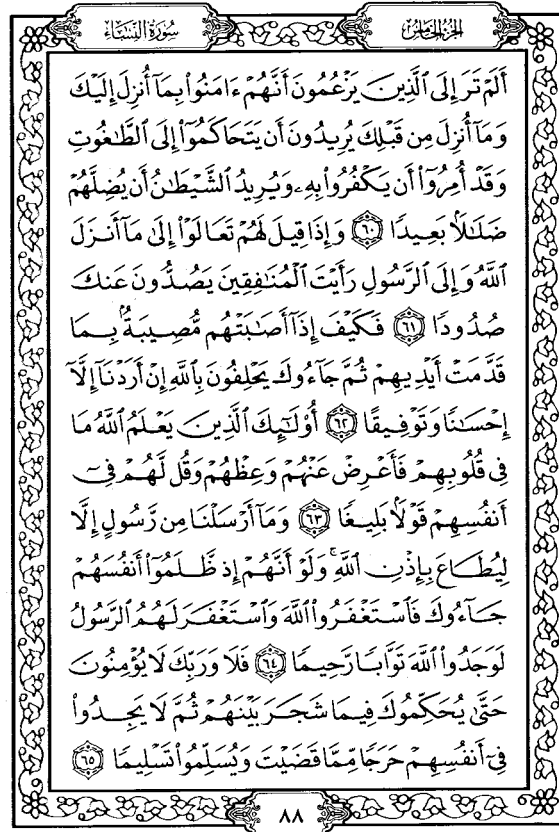 سُورَةُ النِّسَاءِ
الجُزْءُ الخَامِسُ
أَلَمْ تَرَ إِلَى ٱلَّذِينَ يَزْعُمُونَ أَنَّهُمْ ءَامَنُوا۟ بِمَآ أُنزِلَ إِلَيْكَ
وَمَآ أُنزِلَ مِن قَبْلِكَ يُرِيدُونَ أَن يَتَحَاكَمُوٓا۟ إِلَى ٱلطَّٰغُوتِ
وَقَدْ أُمِرُوٓا۟ أَن يَكْفُرُوا۟ بِهِۦ وَيُرِيدُ ٱلشَّيْطَٰنُ أَن يُضِلَّهُمْ
ضَلَٰلًۢا بَعِيدًا ٦٠ وَإِذَا قِيلَ لَهُمْ تَعَالَوْا۟ إِلَىٰ مَآ أَنزَلَ
ٱللَّهُ وَإِلَى ٱلرَّسُولِ رَأَيْتَ ٱلْمُنَٰفِقِينَ يَصُدُّونَ عَنكَ
صُدُودًا ٦١ فَكَيْفَ إِذَآ أَصَٰبَتْهُم مُّصِيبَةٌۢ بِمَا
قَدَّمَتْ أَيْدِيهِمْ ثُمَّ جَآءُوكَ يَحْلِفُونَ بِٱللَّهِ إِنْ أَرَدْنَآ إِلَّآ
إِحْسَٰنًا وَتَوْفِيقًا ٦٢ أُو۟لَٰٓئِكَ ٱلَّذِينَ يَعْلَمُ ٱللَّهُ مَا
فِى قُلُوبِهِمْ فَأَعْرِضْ عَنْهُمْ وَعِظْهُمْ وَقُل لَّهُمْ فِىٓ
أَنفُسِهِمْ قَوْلًۢا بَلِيغًا ٦٣ وَمَآ أَرْسَلْنَا مِن رَّسُولٍ إِلَّا
لِيُطَاعَ بِإِذْنِ ٱللَّهِ ۚ وَلَوْ أَنَّهُمْ إِذ ظَّلَمُوٓا۟ أَنفُسَهُمْ
جَآءُوكَ فَٱسْتَغْفَرُوا۟ ٱللَّهَ وَٱسْتَغْفَرَ لَهُمُ ٱلرَّسُولُ
لَوَجَدُوا۟ ٱللَّهَ تَوَّابًا رَّحِيمًا ٦٤ فَلَا وَرَبِّكَ لَا يُؤْمِنُونَ
حَتَّىٰ يُحَكِّمُوكَ فِيمَا شَجَرَ بَيْنَهُمْ ثُمَّ لَا يَجِدُوا۟
فِىٓ أَنفُسِهِمْ حَرَجًا مِّمَّا قَضَيْتَ وَيُسَلِّمُوا۟ تَسْلِيمًا ٦٥
٨٨